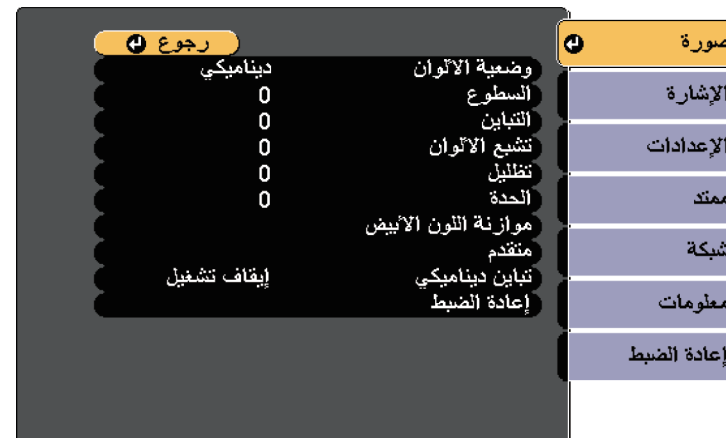 صورة
الإشارة
الإعدادات
ممتد
شبكة
معلومات
إعادة الضبط
رجوع
وضعية الألوان ديناميكي
السطوع 0
التباين 0
تشبع الألوان 0
تظليل 0
الحدة 0
موازنة اللون الأبيض
متقدم
تباين ديناميكي إيقاف تشغيل
إعادة الضبط